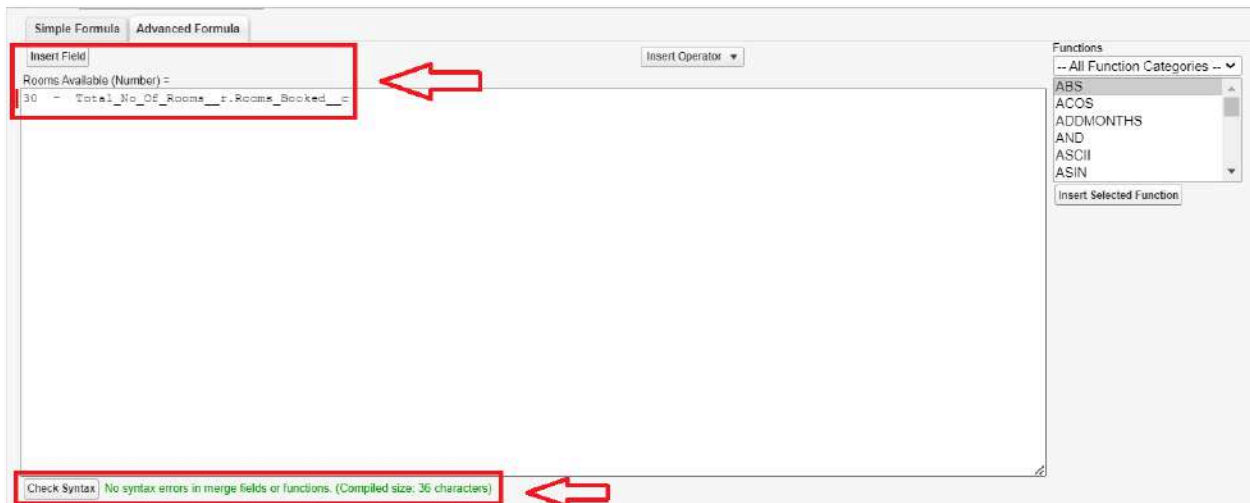 Simple Formula Advanced Formula
Insert Field Insert Operator Functions
-- All Function Categories --
Rooms Available (Number) =
30 - Total_No_Of_Rooms__r.Rooms_Booked__c
ABS
ACOS
ADDMONTHS
AND
ASCII
ASIN
Insert Selected Function
Check Syntax No syntax errors in merge fields or functions. (Compiled size: 36 characters)